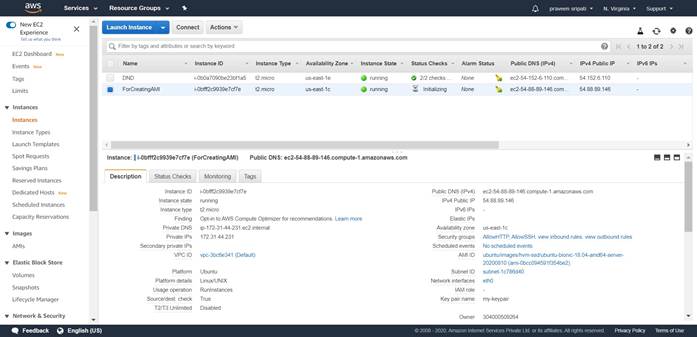 aws Services Resource Groups praveen sripati N. Virginia Support
New EC2 Experience
Tell us what you think
EC2 Dashboard New
Events New
Tags
Limits
Instances
Instances
Instance Types
Launch Templates
Spot Requests
Savings Plans
Reserved Instances
Dedicated Hosts New
Scheduled Instances
Capacity Reservations
Images
AMIs
Elastic Block Store
Volumes
Snapshots
Lifecycle Manager
Network & Security
Launch Instance Connect Actions
Filter by tags and attributes or search by keyword 1 to 2 of 2
Name Instance ID Instance Type Availability Zone Instance State Status Checks Alarm Status Public DNS (IPv4) IPv4 Public IP IPv6 IPs
DND t2.micro us-east-1e running 2/2 checks ... None ec2-54-152-6-110.com... 54.152.6.110 -
ForCreatingAMI i-0bfff2c9939e7cf7e t2.micro us-east-1c running Initializing None ec2-54-88-89-146.com... 54.88.89.146 -
Instance: i-0bfff2c9939e7cf7e (ForCreatingAMI) Public DNS: ec2-54-88-89-146.compute-1.amazonaws.com
Description Status Checks Monitoring Tags
Instance ID i-0bfff2c9939e7cf7e
Instance state running
Instance type t2.micro
Finding Opt-in to AWS Compute Optimizer for recommendations. Learn more
Private DNS ip-172-31-44-231.ec2.internal
Private IPs 172.31.44.231
Secondary private IPs
VPC ID vpc-3bc6e341 (Default)
Platform Ubuntu
Platform details Linux/UNIX
Usage operation RunInstances
Source/dest. check True
T2/T3 Unlimited Disabled
Public DNS (IPv4) ec2-54-88-89-146.compute-1.amazonaws.com
IPv4 Public IP 54.88.89.146
IPv6 IPs -
Elastic IPs
Availability zone us-east-1c
Security groups AllowHTTP, AllowSSH, view inbound rules, view outbound rules
Scheduled events No scheduled events
AMI ID ubuntu/images/hvm-ssd/ubuntu-bionic-18.04-amd64-server-20200810
Subnet ID subnet-1c786d40
Network interfaces eth0
IAM role -
Key pair name my-keypair
Owner
Feedback English (US) © 2008 - 2020, Amazon Internet Services Private Ltd. or its affiliates. All rights reserved. Privacy Policy Terms of Use